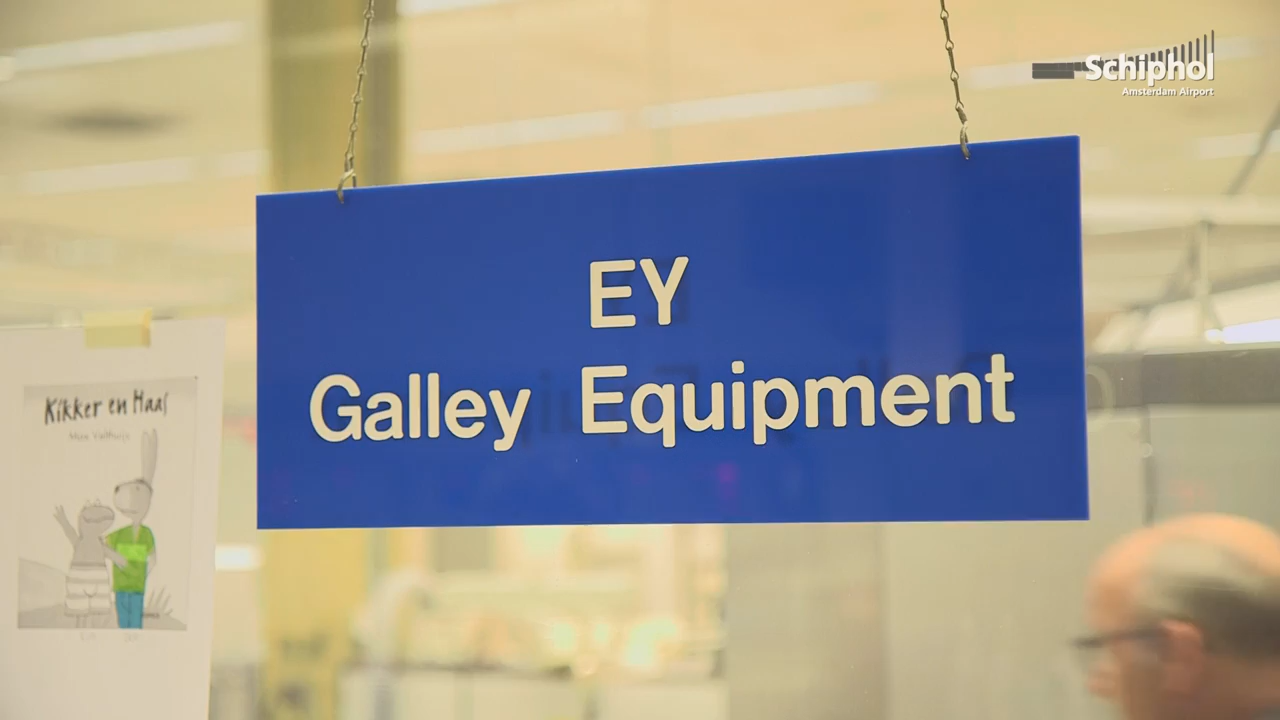 Schiphol
Amsterdam Airport
EY
Galley Equipment
Kikker en Haas
Max Velthuijs